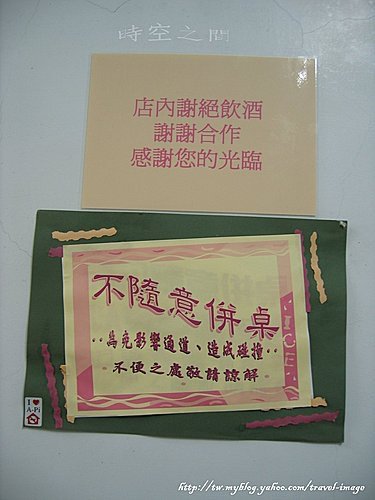 時空之間
店內謝絕飲酒
謝謝合作
感謝您的光臨
不隨意併桌
‥為免影響通道、造成碰撞‥
‧不便之處敬請諒解‧
NICE
I ♥
A-Pi
http://tw.myblog.yahoo.com/travel-image